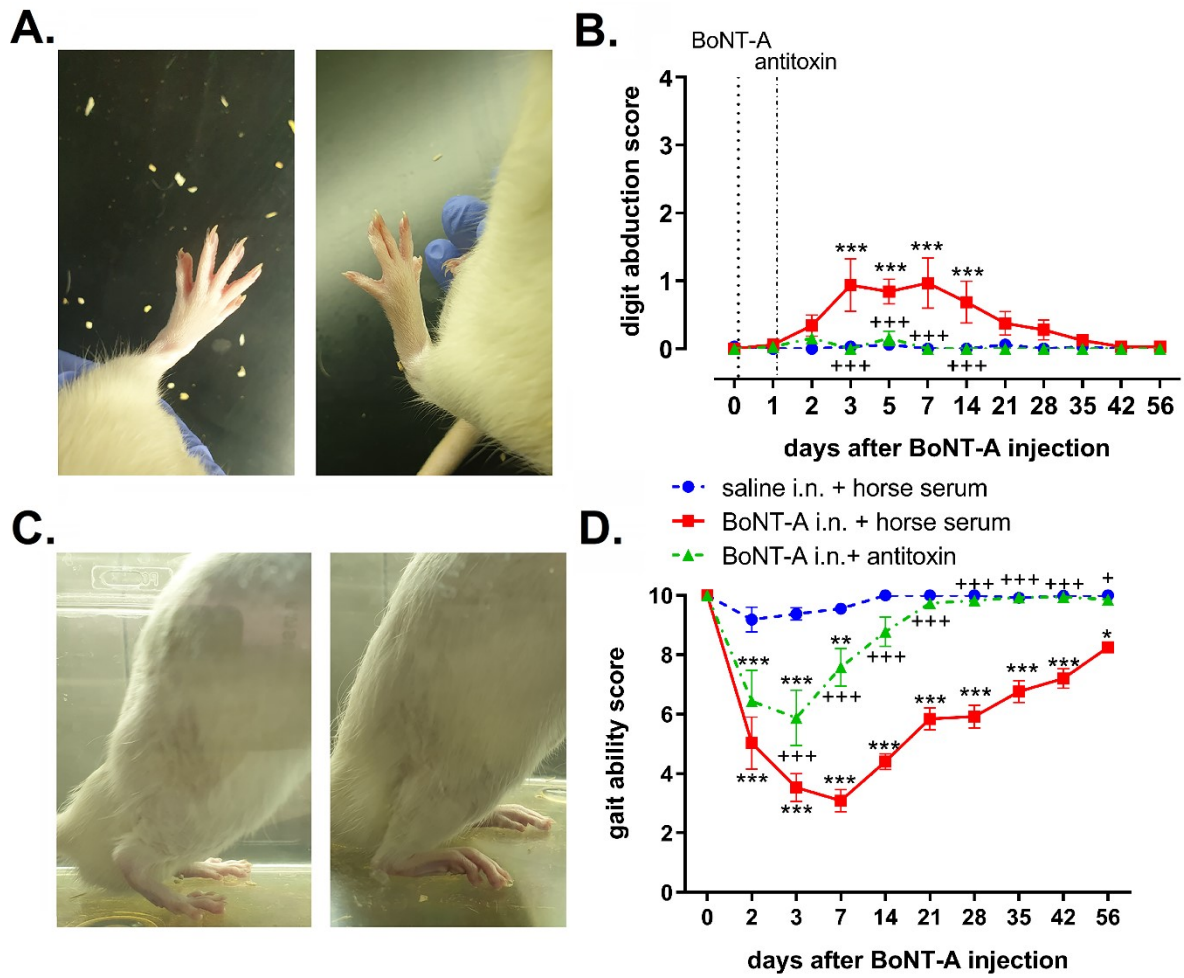 A.
B.
BoNT-A
antitoxin
digit abduction score
4
3
2
1
0
***
***
***
***
+++
+++
+++
+++
0 1 2 3 5 7 14 21 28 35 42 56
days after BoNT-A injection
saline i.n. + horse serum
BoNT-A i.n. + horse serum
BoNT-A i.n.+ antitoxin
C.
D.
gait ability score
10
8
6
4
2
0
+++ +++ +++ +
+++
**
***
***
+++
+++
+++
*
***
***
***
***
***
***
***
***
0 2 3 7 14 21 28 35 42 56
days after BoNT-A injection